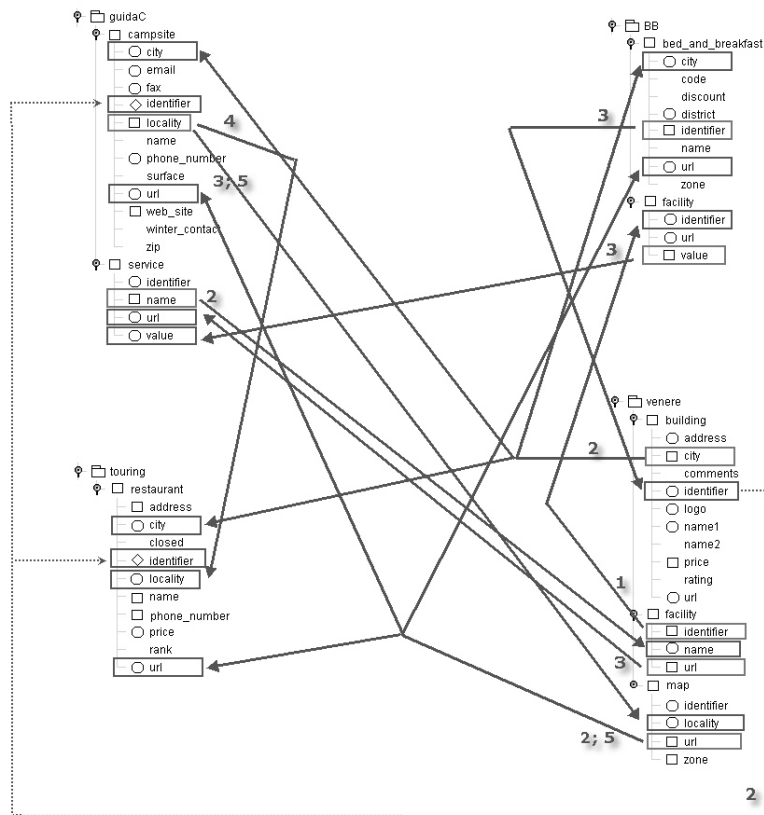 guidaC
campsite
city
email
fax
identifier
locality
name
phone_number
surface
url
web_site
winter_contact
zip
service
identifier
name
url
value
4
3; 5
2
touring
restaurant
address
city
closed
identifier
locality
name
phone_number
price
rank
url
BB
bed_and_breakfast
city
code
discount
district
identifier
name
url
zone
facility
identifier
url
value
3
3
venere
building
address
city
comments
identifier
logo
name1
name2
price
rating
url
facility
identifier
name
url
map
identifier
locality
url
zone
2
1
3
2; 5
2